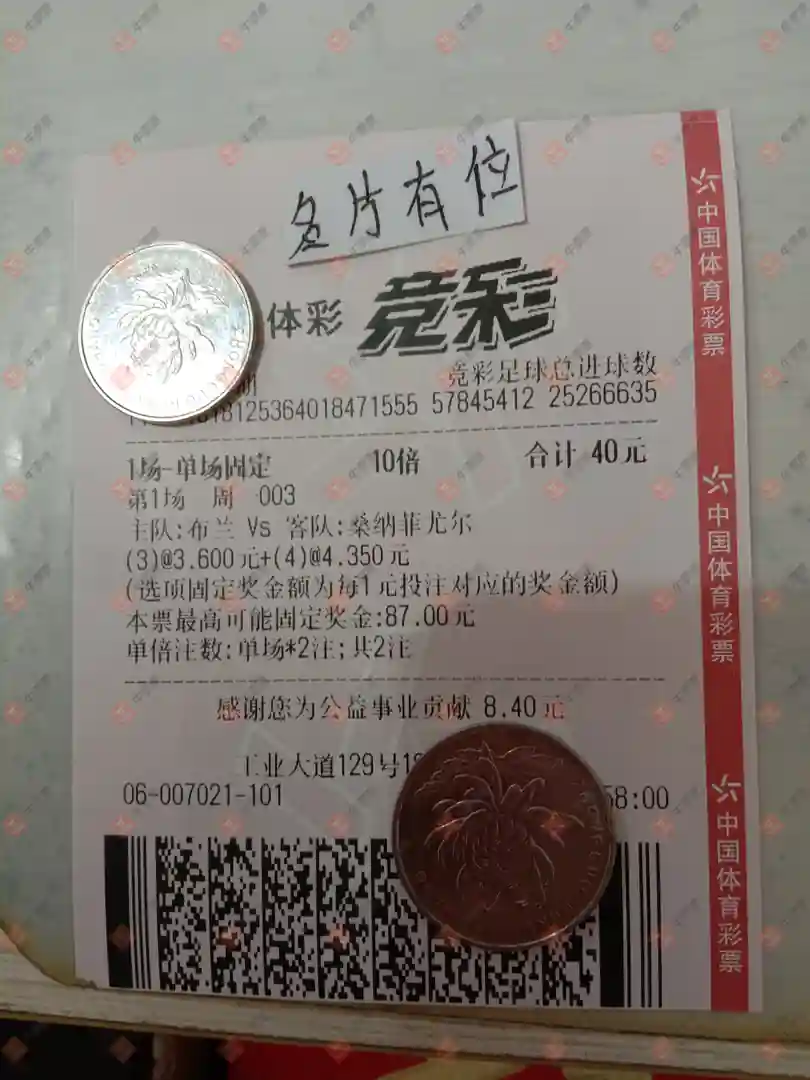 名片有位
体彩 竞彩
竞彩足球总进球数
8125364018471555 57845412 25266635
1场-单场固定 10倍 合计 40元
第1场 周 003
主队:布兰 Vs 客队:桑纳菲尤尔
(3)@3.600元+(4)@4.350元
(选项固定奖金额为每1元投注对应的奖金额)
本票最高可能固定奖金:87.00元
单倍注数:单场*2注;共2注
感谢您为公益事业贡献 8.40元
工业大道129号
06-007021-101 58:00
中国体育彩票
中国体育彩票
中国体育彩票